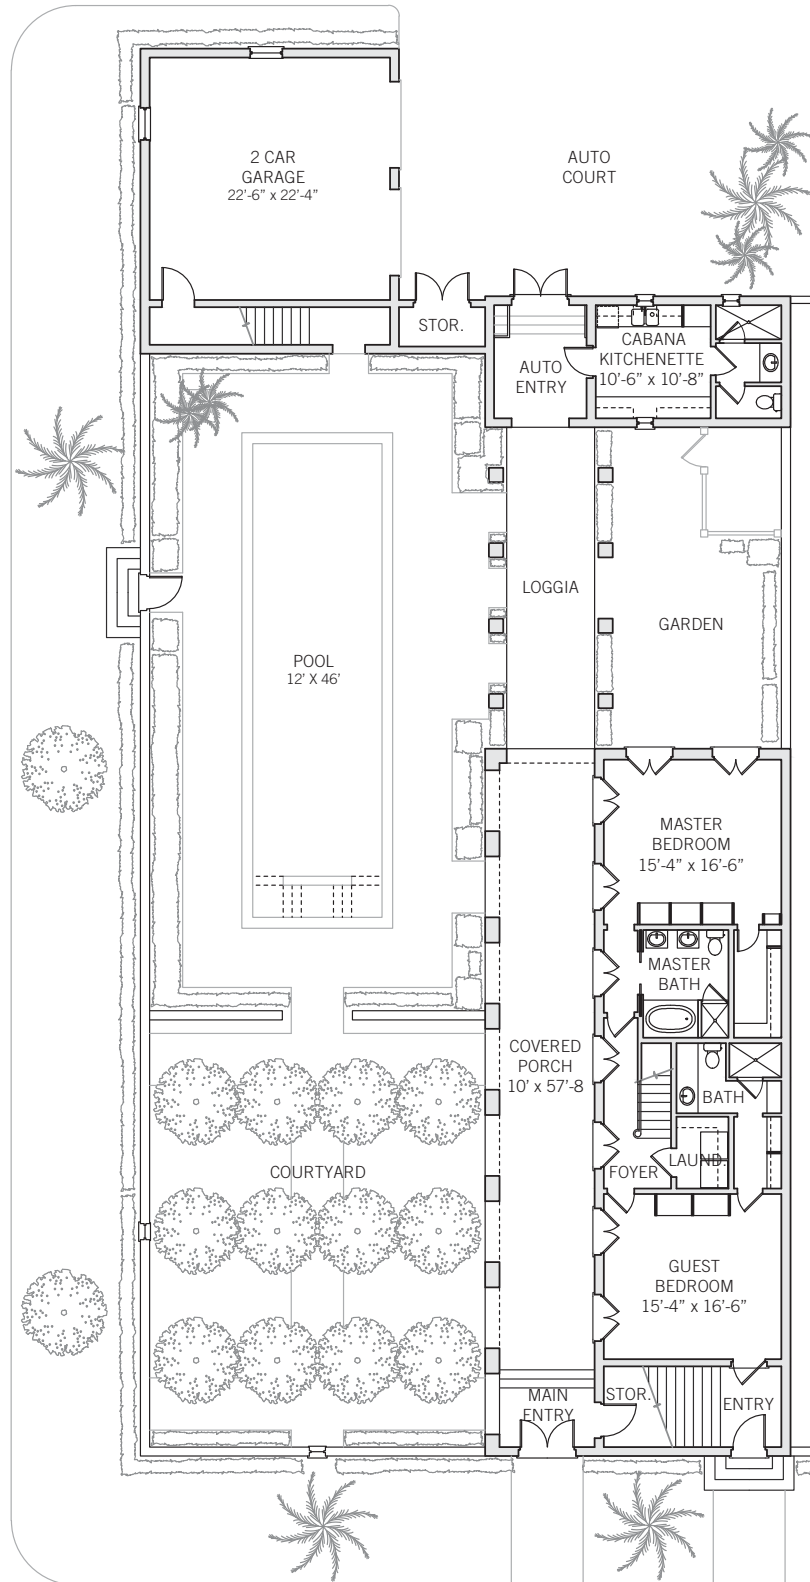 2 CAR
GARAGE
22'-6" x 22'-4"
AUTO
COURT
STOR.
AUTO
ENTRY
CABANA
KITCHENETTE
10'-6" x 10'-8"
LOGGIA
GARDEN
POOL
12' X 46'
MASTER
BEDROOM
15'-4" x 16'-6"
MASTER
BATH
COVERED
PORCH
10' x 57'-8
BATH
COURTYARD
FOYER
LAUND.
GUEST
BEDROOM
15'-4" x 16'-6"
MAIN
ENTRY
STOR.
ENTRY